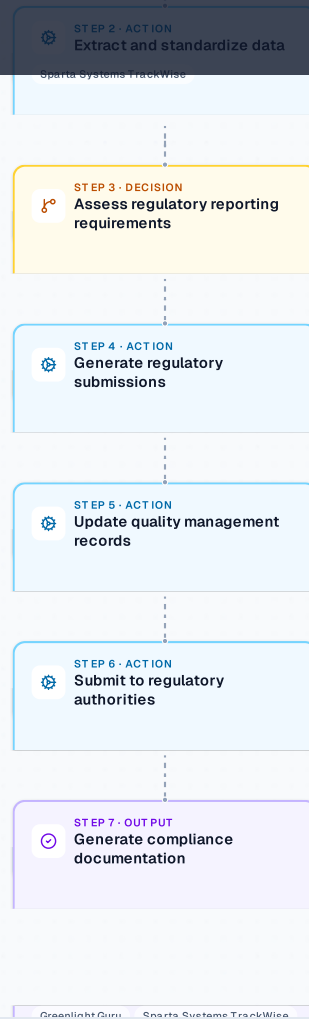 STEP 2 · ACTION
Extract and standardize data
Sparta Systems TrackWise
STEP 3 · DECISION
Assess regulatory reporting
requirements
STEP 4 · ACTION
Generate regulatory
submissions
STEP 5 · ACTION
Update quality management
records
STEP 6 · ACTION
Submit to regulatory
authorities
STEP 7 · OUTPUT
Generate compliance
documentation
Greenlight Guru
Sparta Systems TrackWise